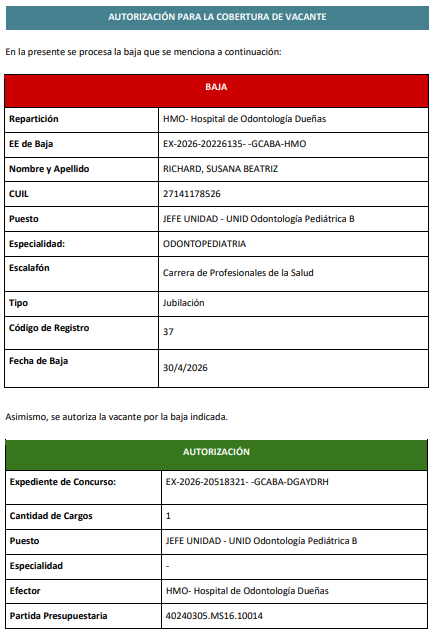 AUTORIZACIÓN PARA LA COBERTURA DE VACANTE
En la presente se procesa la baja que se menciona a continuación:
BAJA
Repartición HMO- Hospital de Odontología Dueñas
EE de Baja EX-2026-20226135- -GCABA-HMO
Nombre y Apellido RICHARD, SUSANA BEATRIZ
CUIL 27141178526
Puesto JEFE UNIDAD - UNID Odontología Pediátrica B
Especialidad: ODONTOPEDIATRIA
Escalafón Carrera de Profesionales de la Salud
Tipo Jubilación
Código de Registro 37
Fecha de Baja 30/4/2026
Asimismo, se autoriza la vacante por la baja indicada.
AUTORIZACIÓN
Expediente de Concurso: EX-2026-20518321- -GCABA-DGAYDRH
Cantidad de Cargos 1
Puesto JEFE UNIDAD - UNID Odontología Pediátrica B
Especialidad -
Efector HMO- Hospital de Odontología Dueñas
Partida Presupuestaria 40240305.MS16.10014